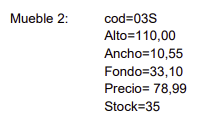 Mueble 2: cod=03S
Alto=110,00
Ancho=10,55
Fondo=33,10
Precio= 78,99
Stock=35